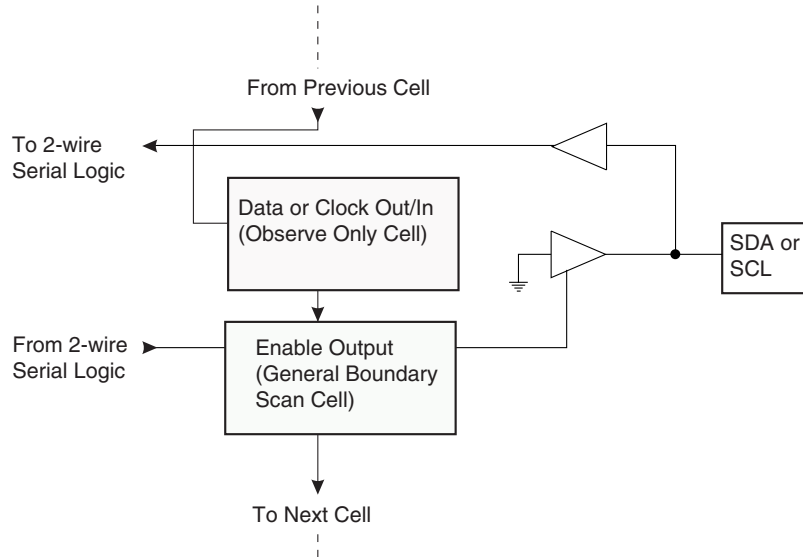 From Previous Cell
To 2-wire
Serial Logic
Data or Clock Out/In
(Observe Only Cell)
SDA or
SCL
From 2-wire
Serial Logic
Enable Output
(General Boundary
Scan Cell)
To Next Cell